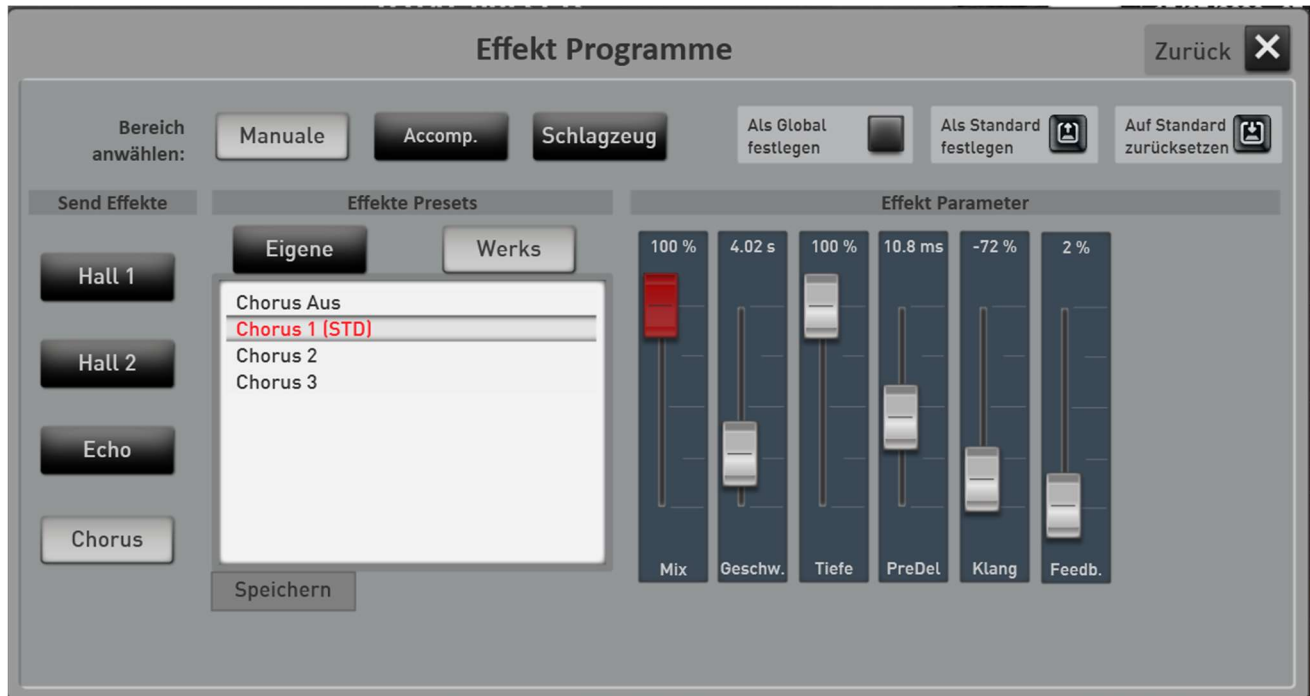 Effekt Programme
Zurück
Bereich
anwählen:
Manuale
Accomp.
Schlagzeug
Als Global
festlegen
Als Standard
festlegen
Auf Standard
zurücksetzen
Send Effekte
Effekte Presets
Effekt Parameter
Hall 1
Hall 2
Echo
Chorus
Eigene
Werks
Chorus Aus
Chorus 1 (STD)
Chorus 2
Chorus 3
Speichern
100 %
4.02 s
100 %
10.8 ms
-72 %
2 %
Mix
Geschw.
Tiefe
PreDel
Klang
Feedb.